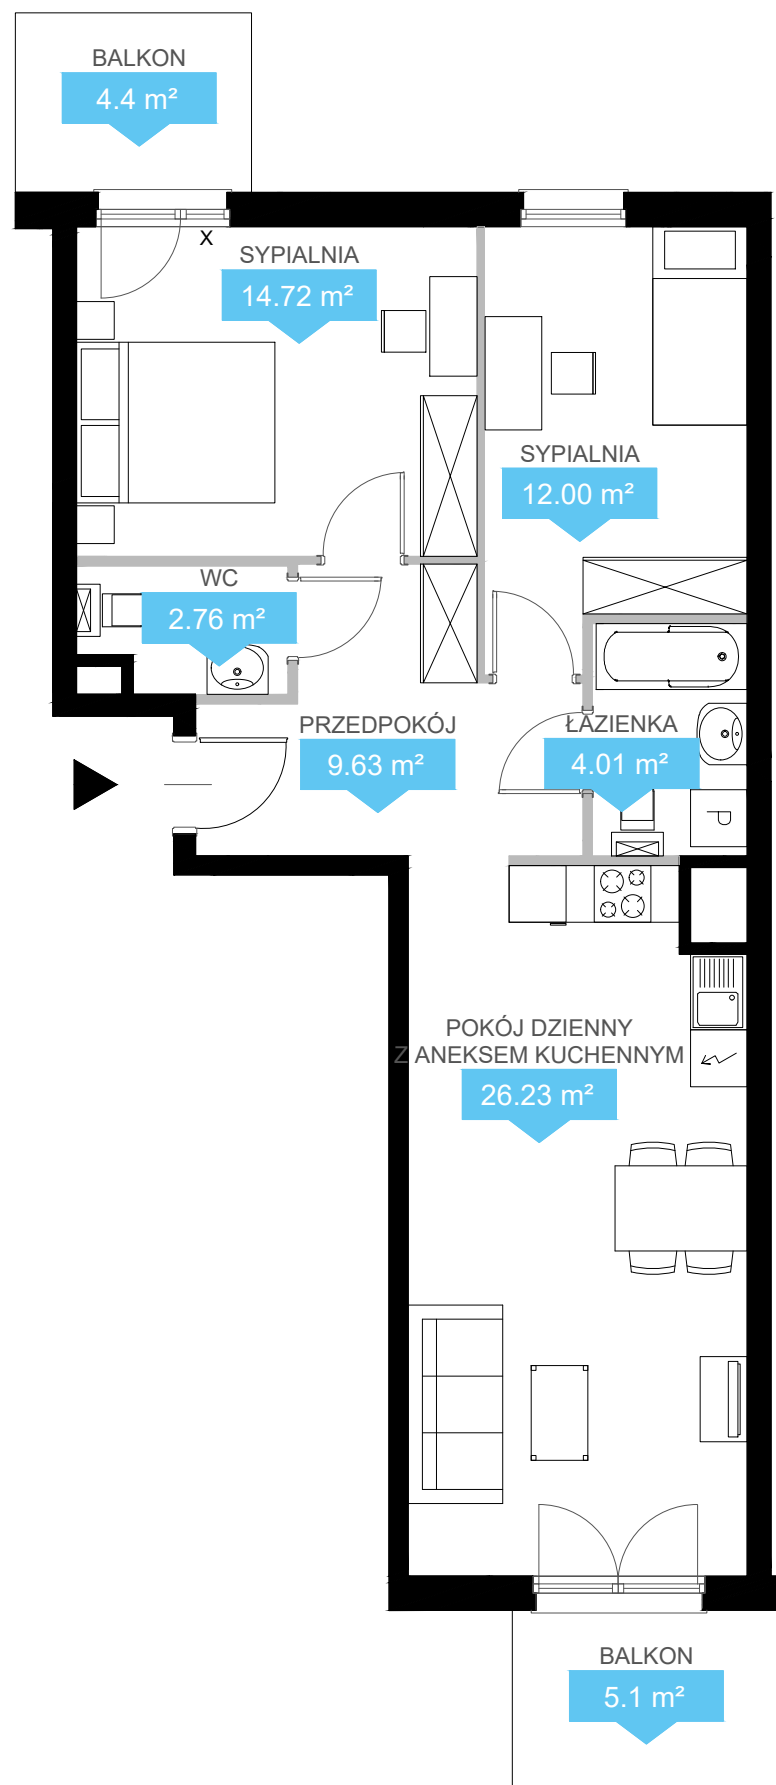 BALKON
4.4 m²
X
SYPIALNIA
14.72 m²
SYPIALNIA
12.00 m²
WC
2.76 m²
PRZEDPOKÓJ
9.63 m²
ŁAZIENKA
4.01 m²
P
POKÓJ DZIENNY
Z ANEKSEM KUCHENNYM
26.23 m²
BALKON
5.1 m²